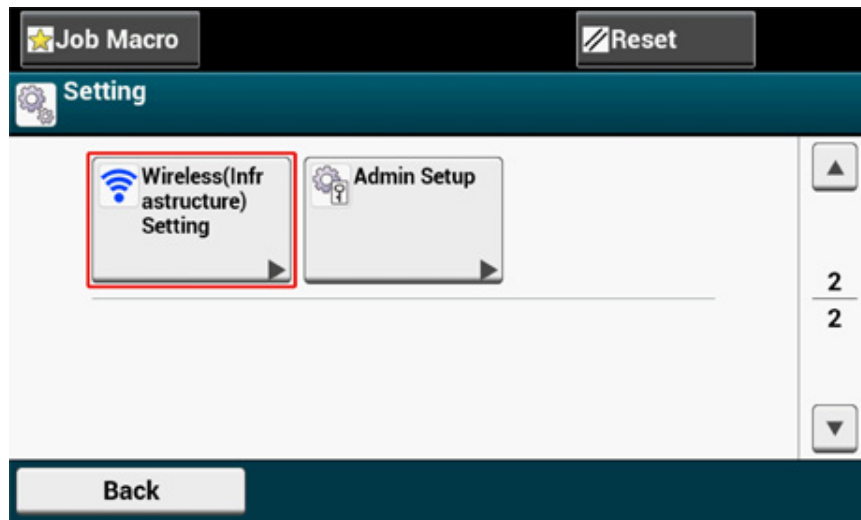 Job Macro
Reset
Setting
Wireless(Infr
astructure)
Setting
Admin Setup
2
2
Back